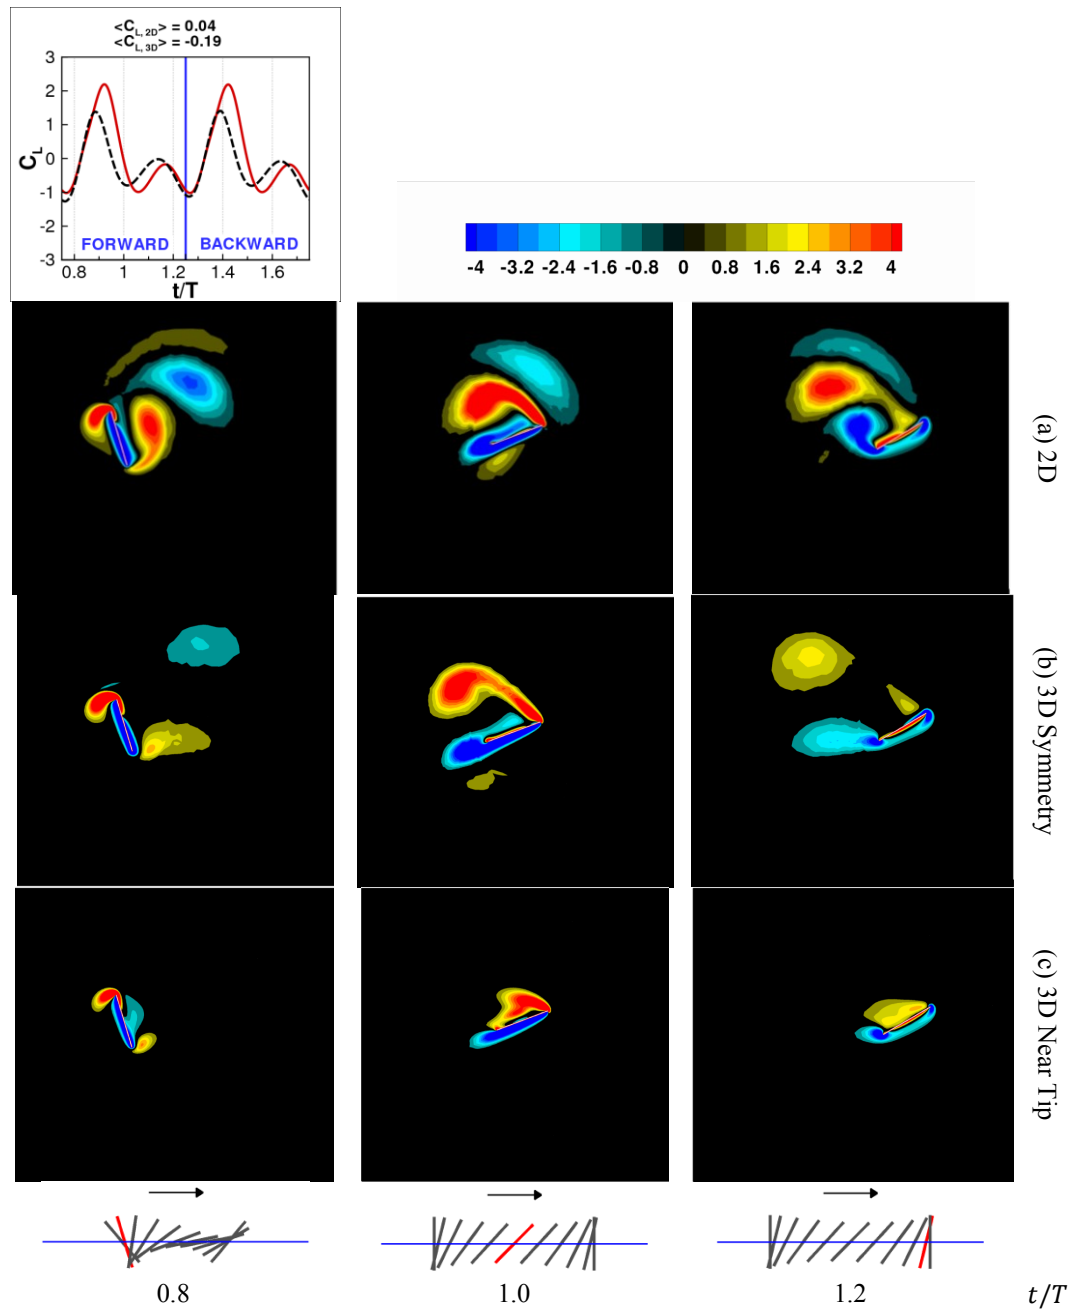 <C_L, 2D> = 0.04
<C_L, 3D> = -0.19
3
2
1
0
-1
-2
-3
C_L
FORWARD BACKWARD
0.8 1 1.2 1.4 1.6
t/T
-4 -3.2 -2.4 -1.6 -0.8 0 0.8 1.6 2.4 3.2 4
(a) 2D
(b) 3D Symmetry
(c) 3D Near Tip
0.8 1.0 1.2 t/T